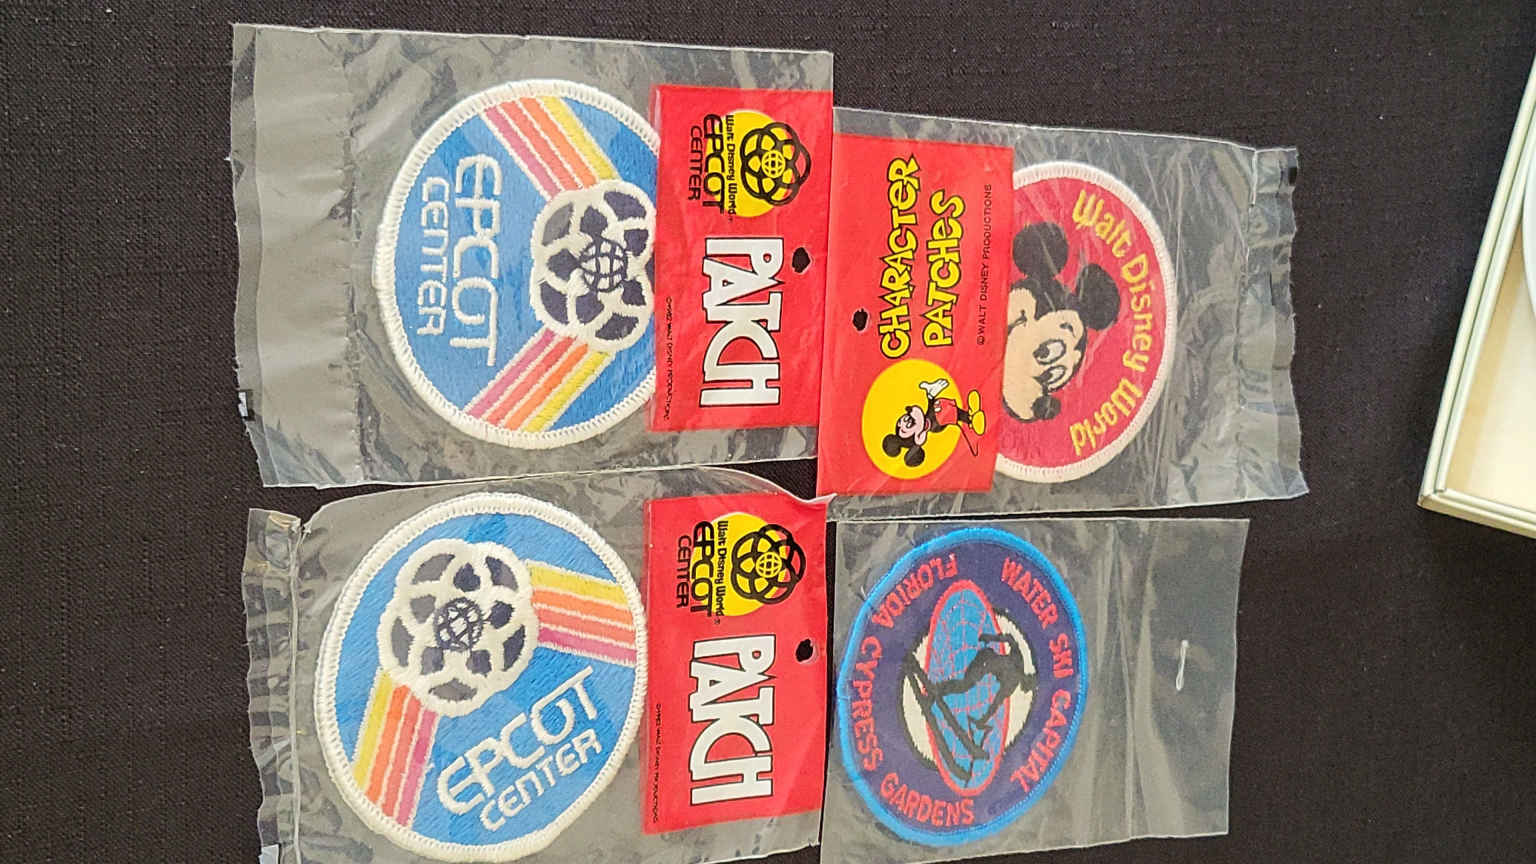 EPCOT
CENTER
Walt Disney World®
EPCOT
CENTER
PATCH
CHARACTER
PATCHES
© WALT DISNEY PRODUCTIONS
Walt Disney World
EPCOT
CENTER
Walt Disney World®
EPCOT
CENTER
PATCH
WATER SKI CAPITAL
FLORIDA CYPRESS GARDENS